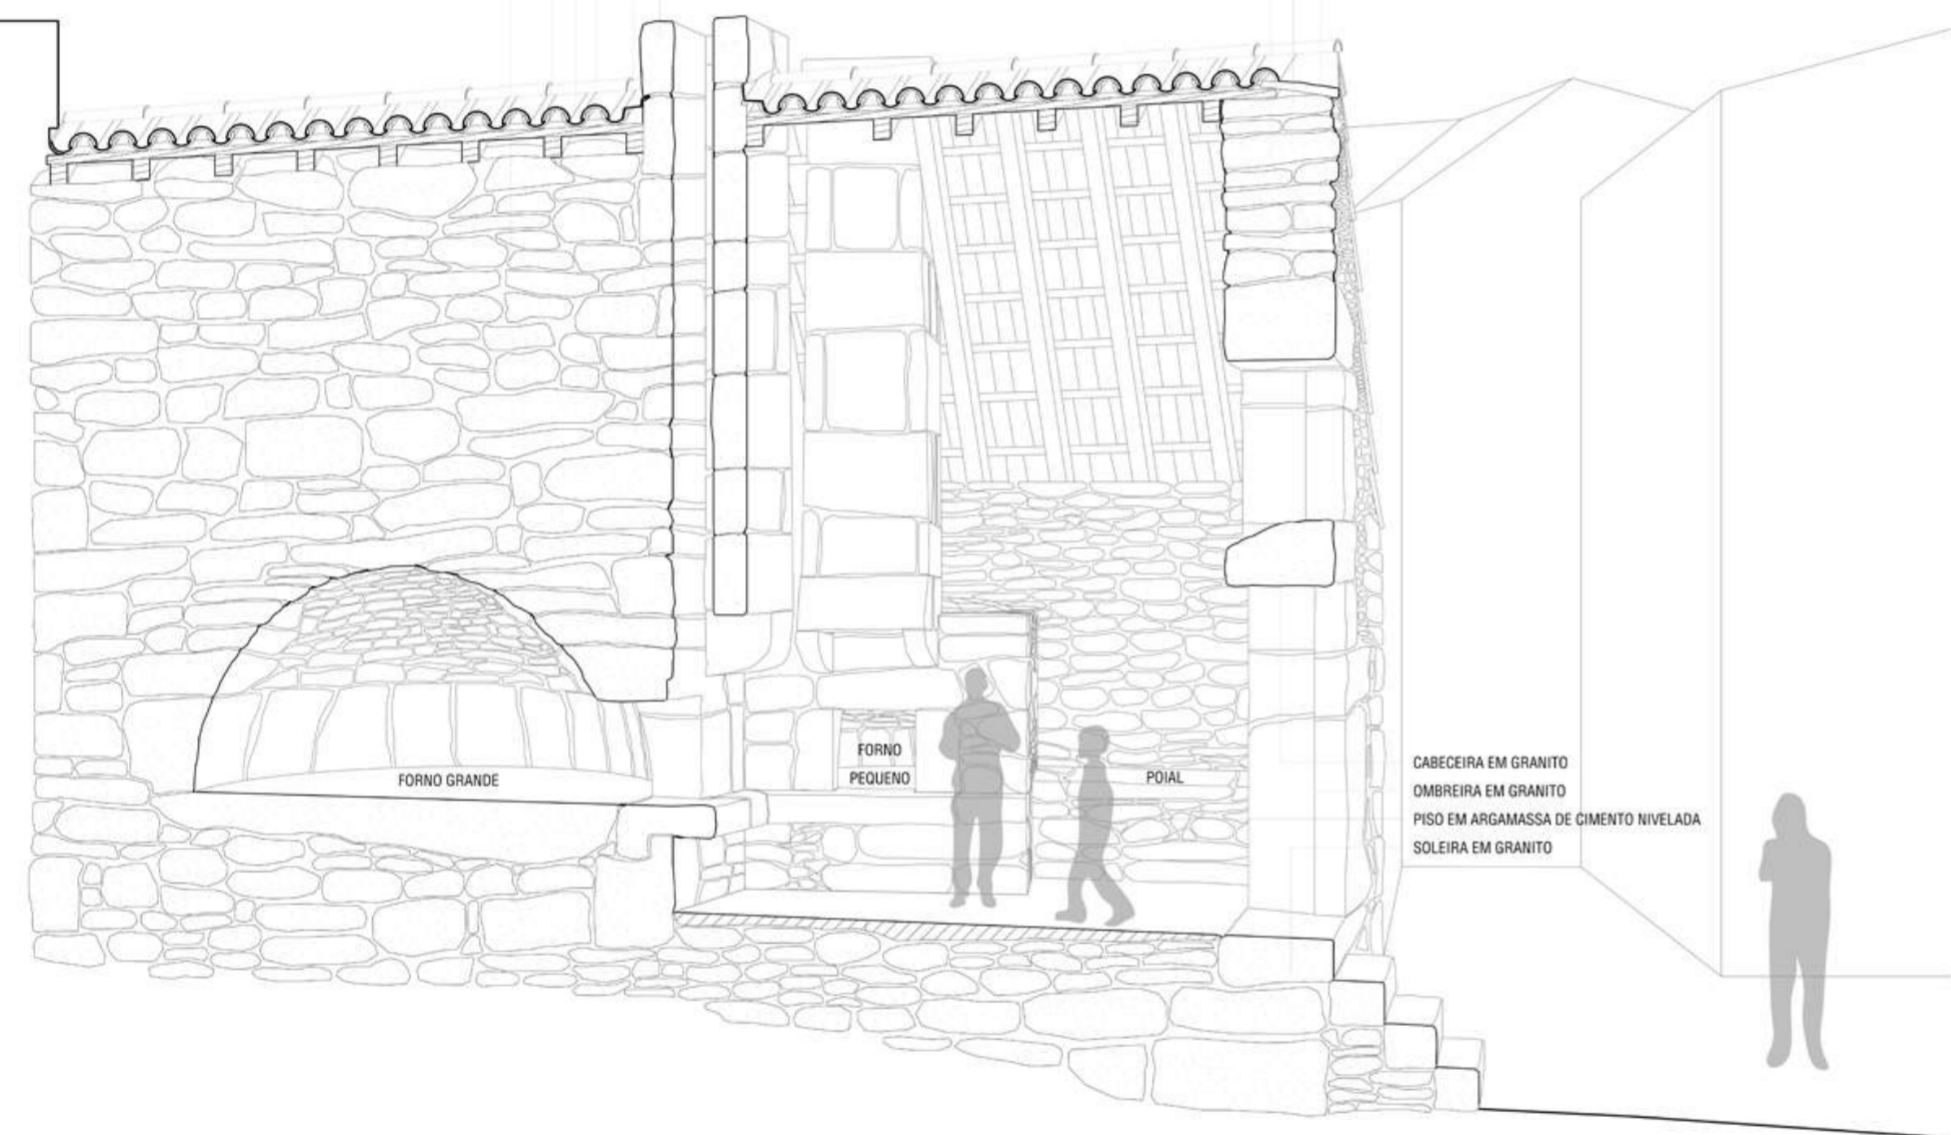 FORNO GRANDE
FORNO
PEQUENO
POIAL
CABECEIRA EM GRANITO
OMBREIRA EM GRANITO
PISO EM ARGAMASSA DE CIMENTO NIVELADA
SOLEIRA EM GRANITO